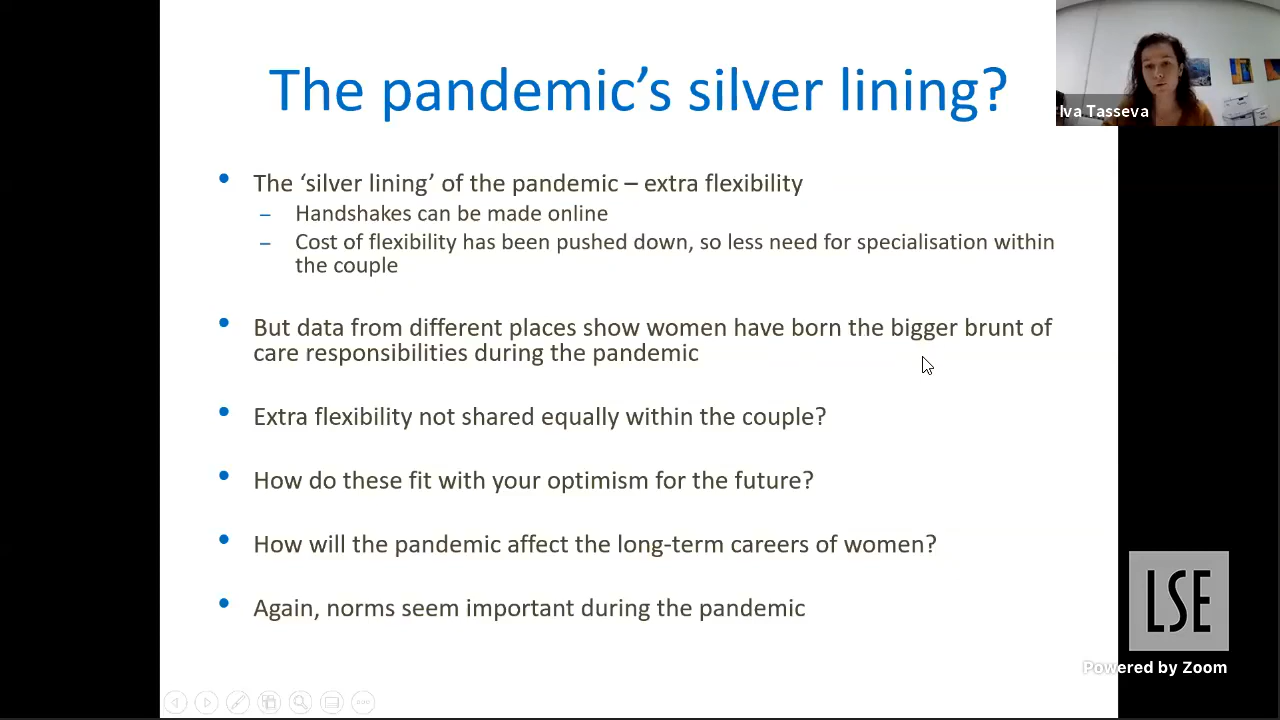 The pandemic's silver lining?
Iva Tasseva
• The ‘silver lining’ of the pandemic – extra flexibility
– Handshakes can be made online
– Cost of flexibility has been pushed down, so less need for specialisation within
the couple
• But data from different places show women have born the bigger brunt of
care responsibilities during the pandemic
• Extra flexibility not shared equally within the couple?
• How do these fit with your optimism for the future?
• How will the pandemic affect the long-term careers of women?
• Again, norms seem important during the pandemic
LSE
Powered by Zoom